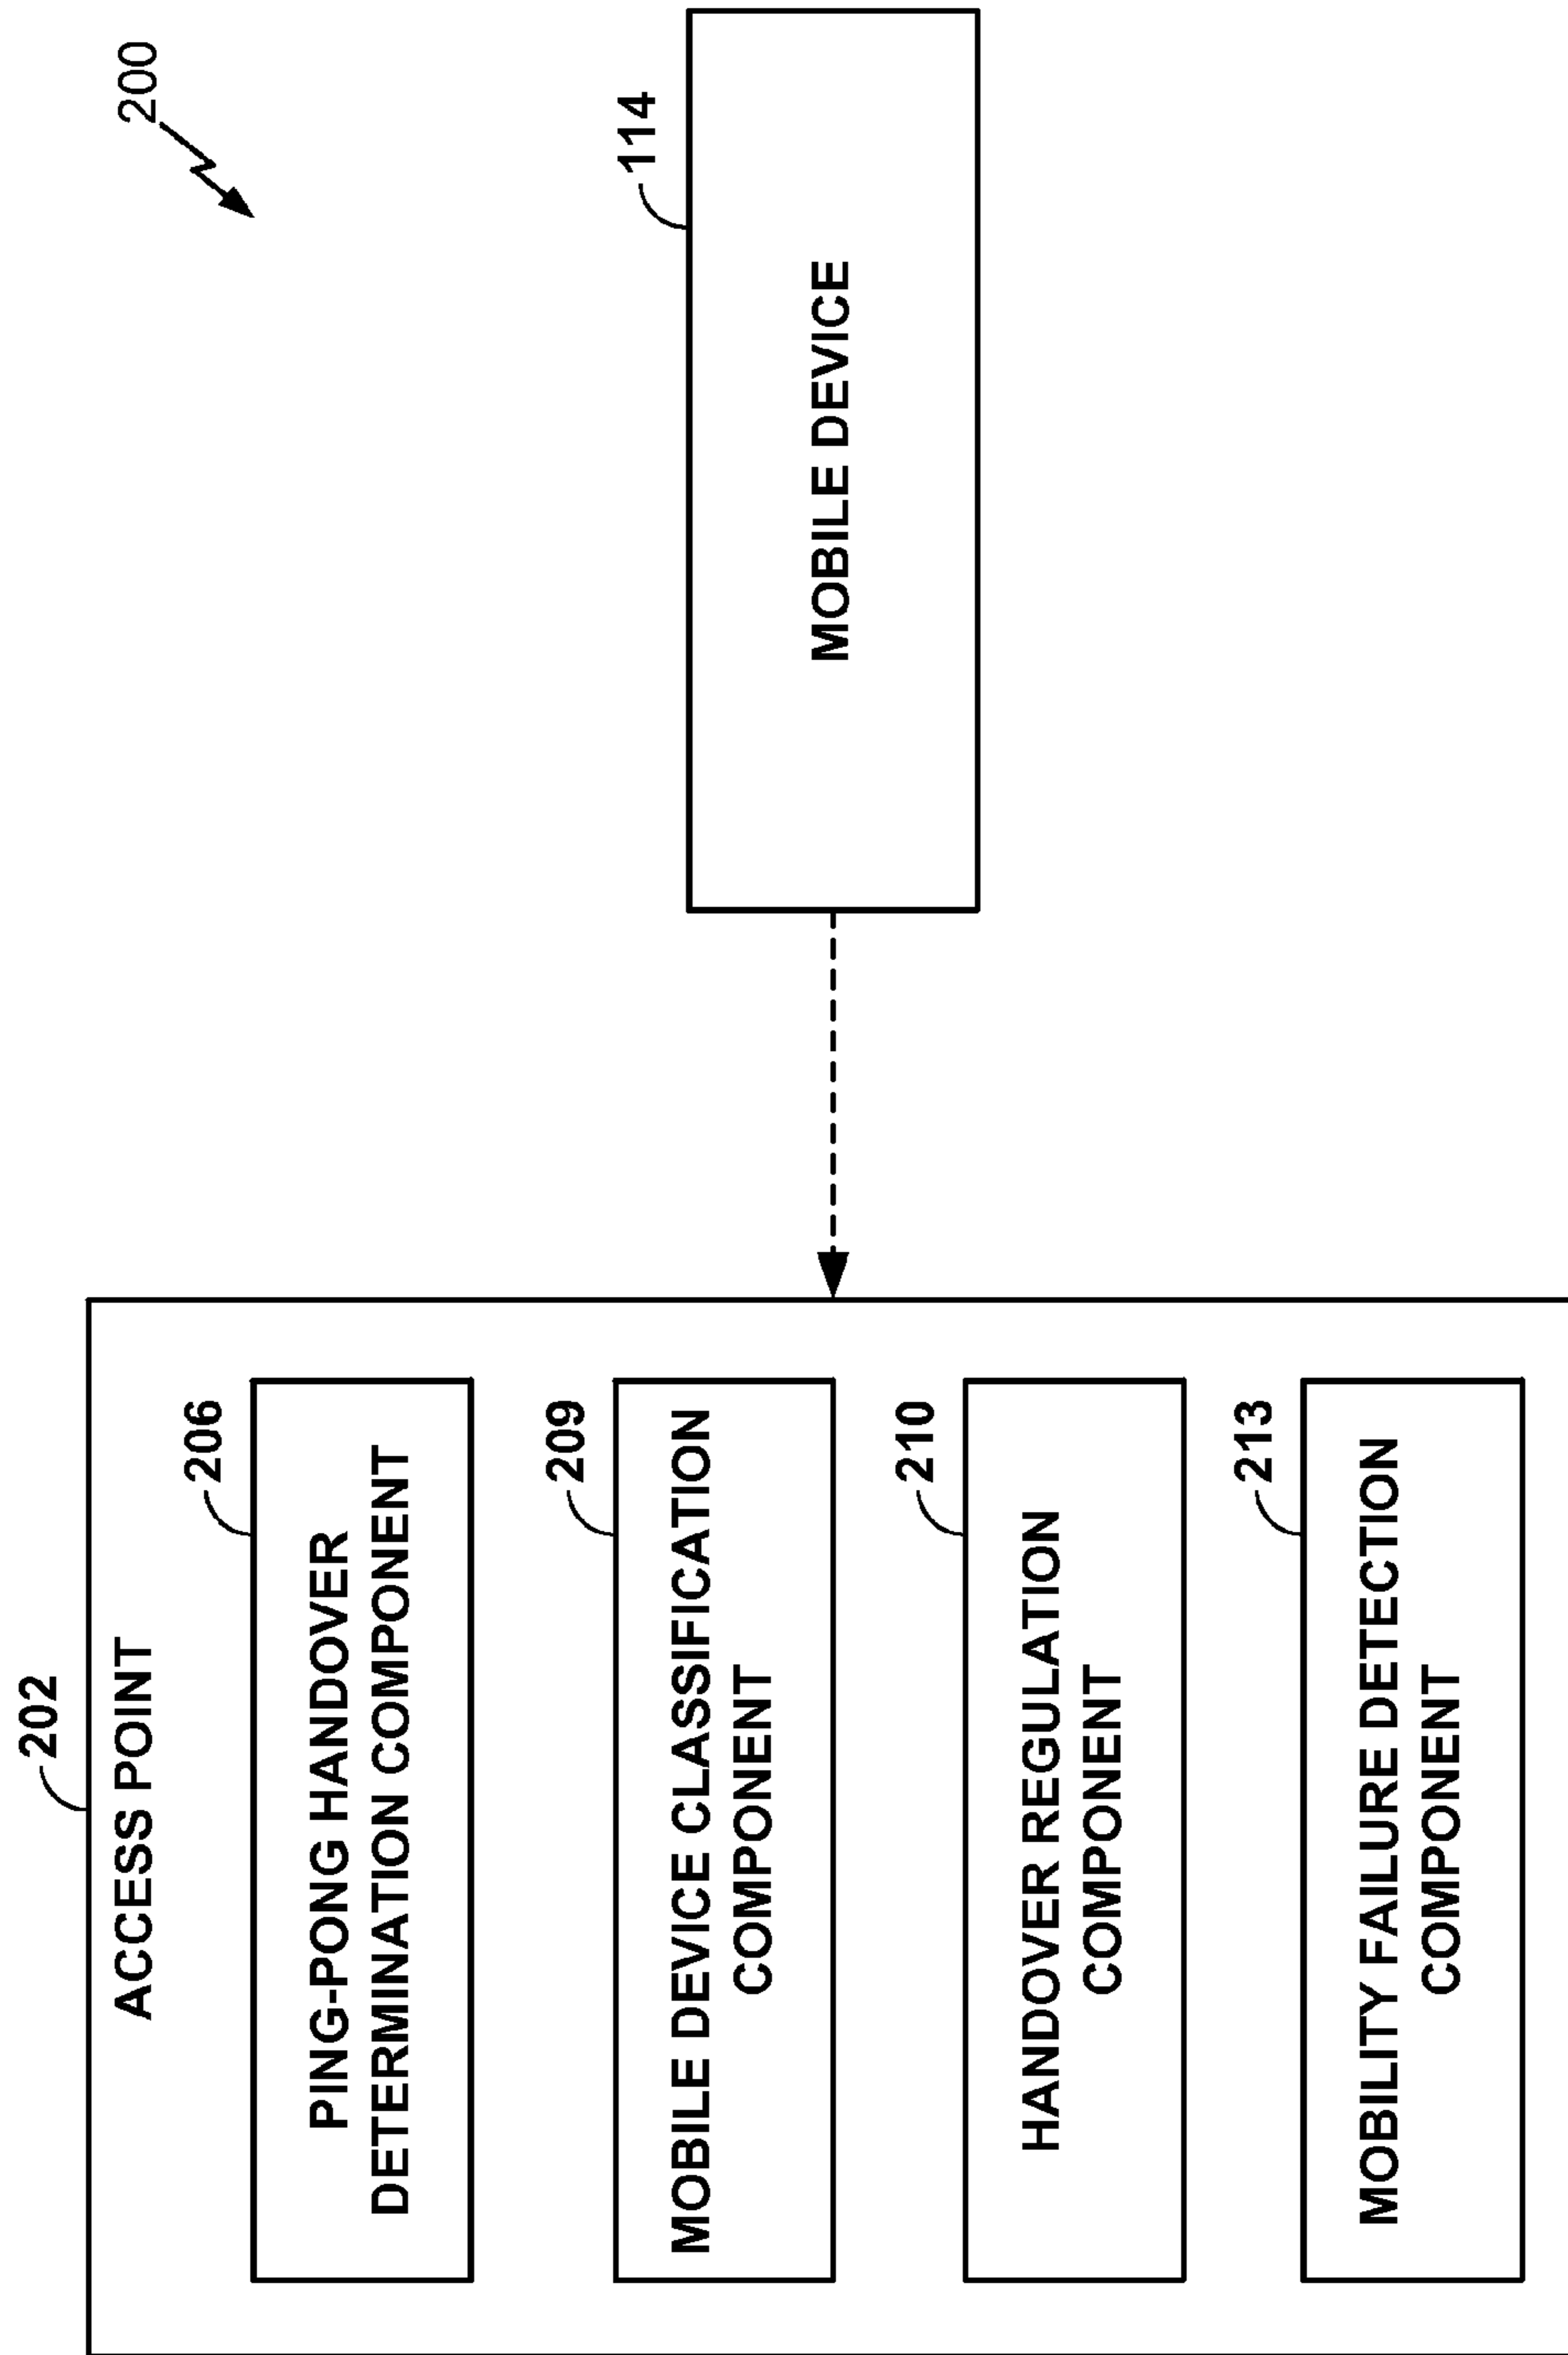 200
202
ACCESS POINT
206
PING-PONG HANDOVER
DETERMINATION COMPONENT
209
MOBILE DEVICE CLASSIFICATION
COMPONENT
210
HANDOVER REGULATION
COMPONENT
213
MOBILITY FAILURE DETECTION
COMPONENT
114
MOBILE DEVICE